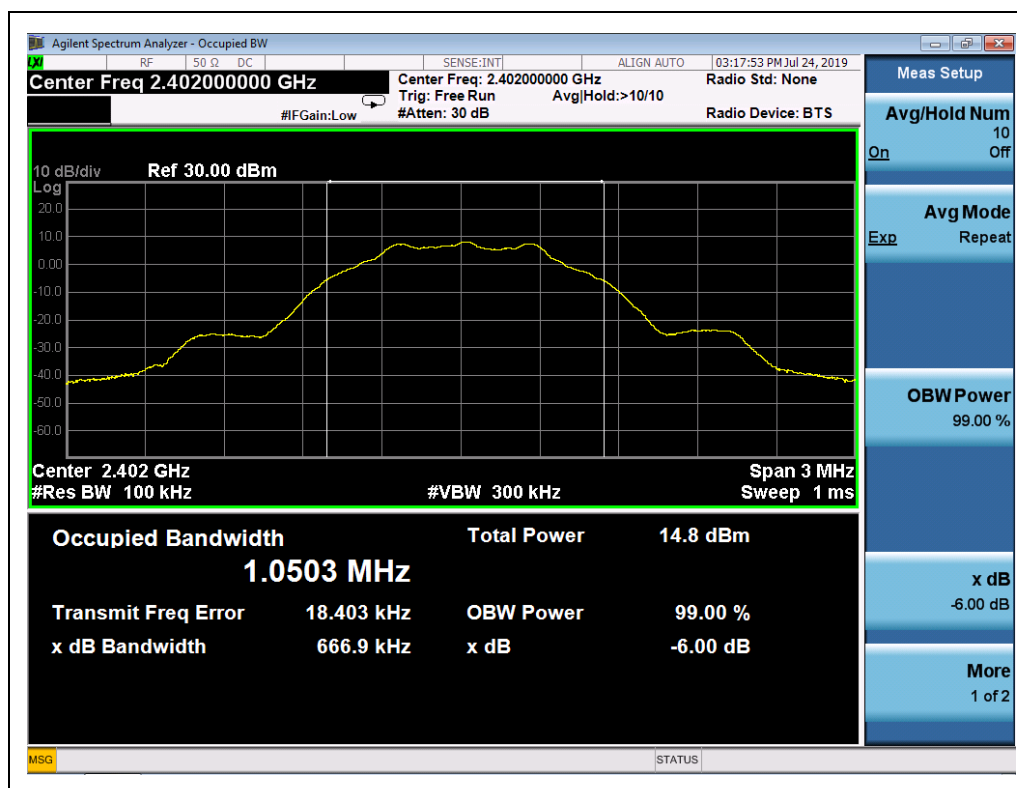 Agilent Spectrum Analyzer - Occupied BW
LXI RF 50 Ω DC SENSE:INT ALIGN AUTO 03:17:53 PM Jul 24, 2019
Center Freq 2.402000000 GHz
Center Freq: 2.402000000 GHz
Radio Std: None
Trig: Free Run Avg|Hold:>10/10
#IFGain:Low #Atten: 30 dB Radio Device: BTS
10 dB/div Ref 30.00 dBm
Log
20.0
10.0
0.00
-10.0
-20.0
-30.0
-40.0
-50.0
-60.0
Center 2.402 GHz Span 3 MHz
#Res BW 100 kHz #VBW 300 kHz Sweep 1 ms
Occupied Bandwidth Total Power 14.8 dBm
1.0503 MHz
Transmit Freq Error 18.403 kHz OBW Power 99.00 %
x dB Bandwidth 666.9 kHz x dB -6.00 dB
Meas Setup
Avg/Hold Num
10
On Off
Avg Mode
Exp Repeat
OBW Power
99.00 %
x dB
-6.00 dB
More
1 of 2
MSG STATUS